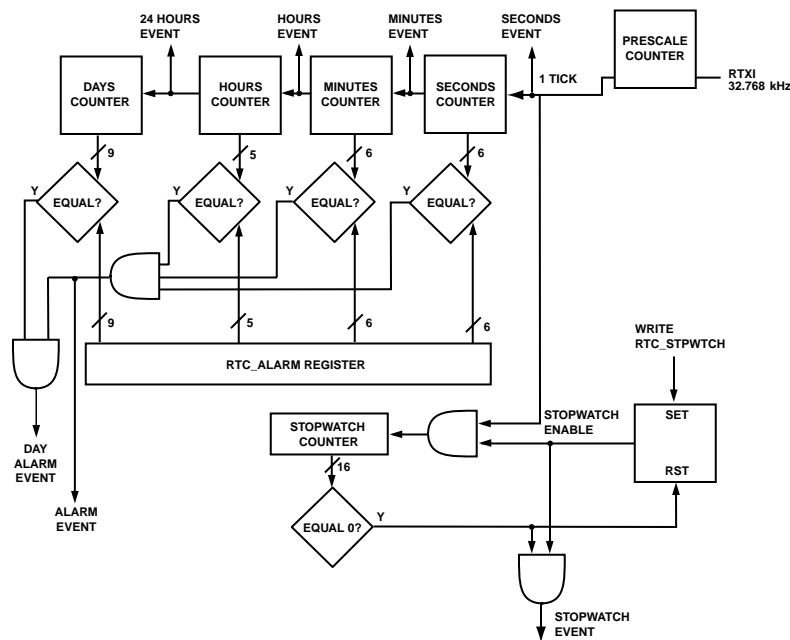 24 HOURS
EVENT
HOURS
EVENT
MINUTES
EVENT
SECONDS
EVENT
PRESCALE
COUNTER
1 TICK
RTXI
32.768 kHz
DAYS
COUNTER
HOURS
COUNTER
MINUTES
COUNTER
SECONDS
COUNTER
9
5
6
6
Y
EQUAL?
Y
EQUAL?
Y
EQUAL?
Y
EQUAL?
9
5
6
6
RTC_ALARM REGISTER
WRITE
RTC_STPWTCH
DAY
ALARM
EVENT
ALARM
EVENT
STOPWATCH
COUNTER
STOPWATCH
ENABLE
SET
RST
16
EQUAL 0?
Y
STOPWATCH
EVENT